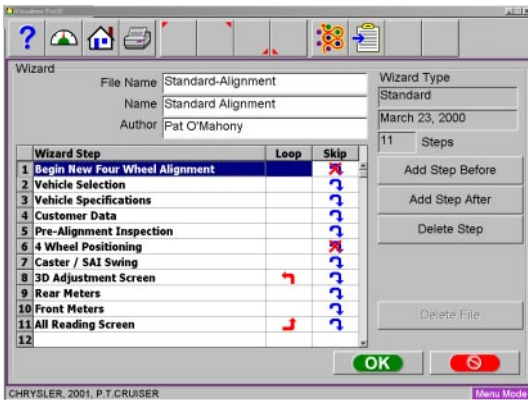 Visualiner Pro32
Wizard
File Name Standard-Alignment
Name Standard Alignment
Author Pat O'Mahony
Wizard Type
Standard
March 23, 2000
11 Steps
Wizard Step Loop Skip
1 Begin New Four Wheel Alignment
2 Vehicle Selection
3 Vehicle Specifications
4 Customer Data
5 Pre-Alignment Inspection
6 4 Wheel Positioning
7 Caster / SAI Swing
8 3D Adjustment Screen
9 Rear Meters
10 Front Meters
11 All Reading Screen
12
Add Step Before
Add Step After
Delete Step
Delete File
OK
CHRYSLER, 2001, P.T.CRUISER
Menu Mode